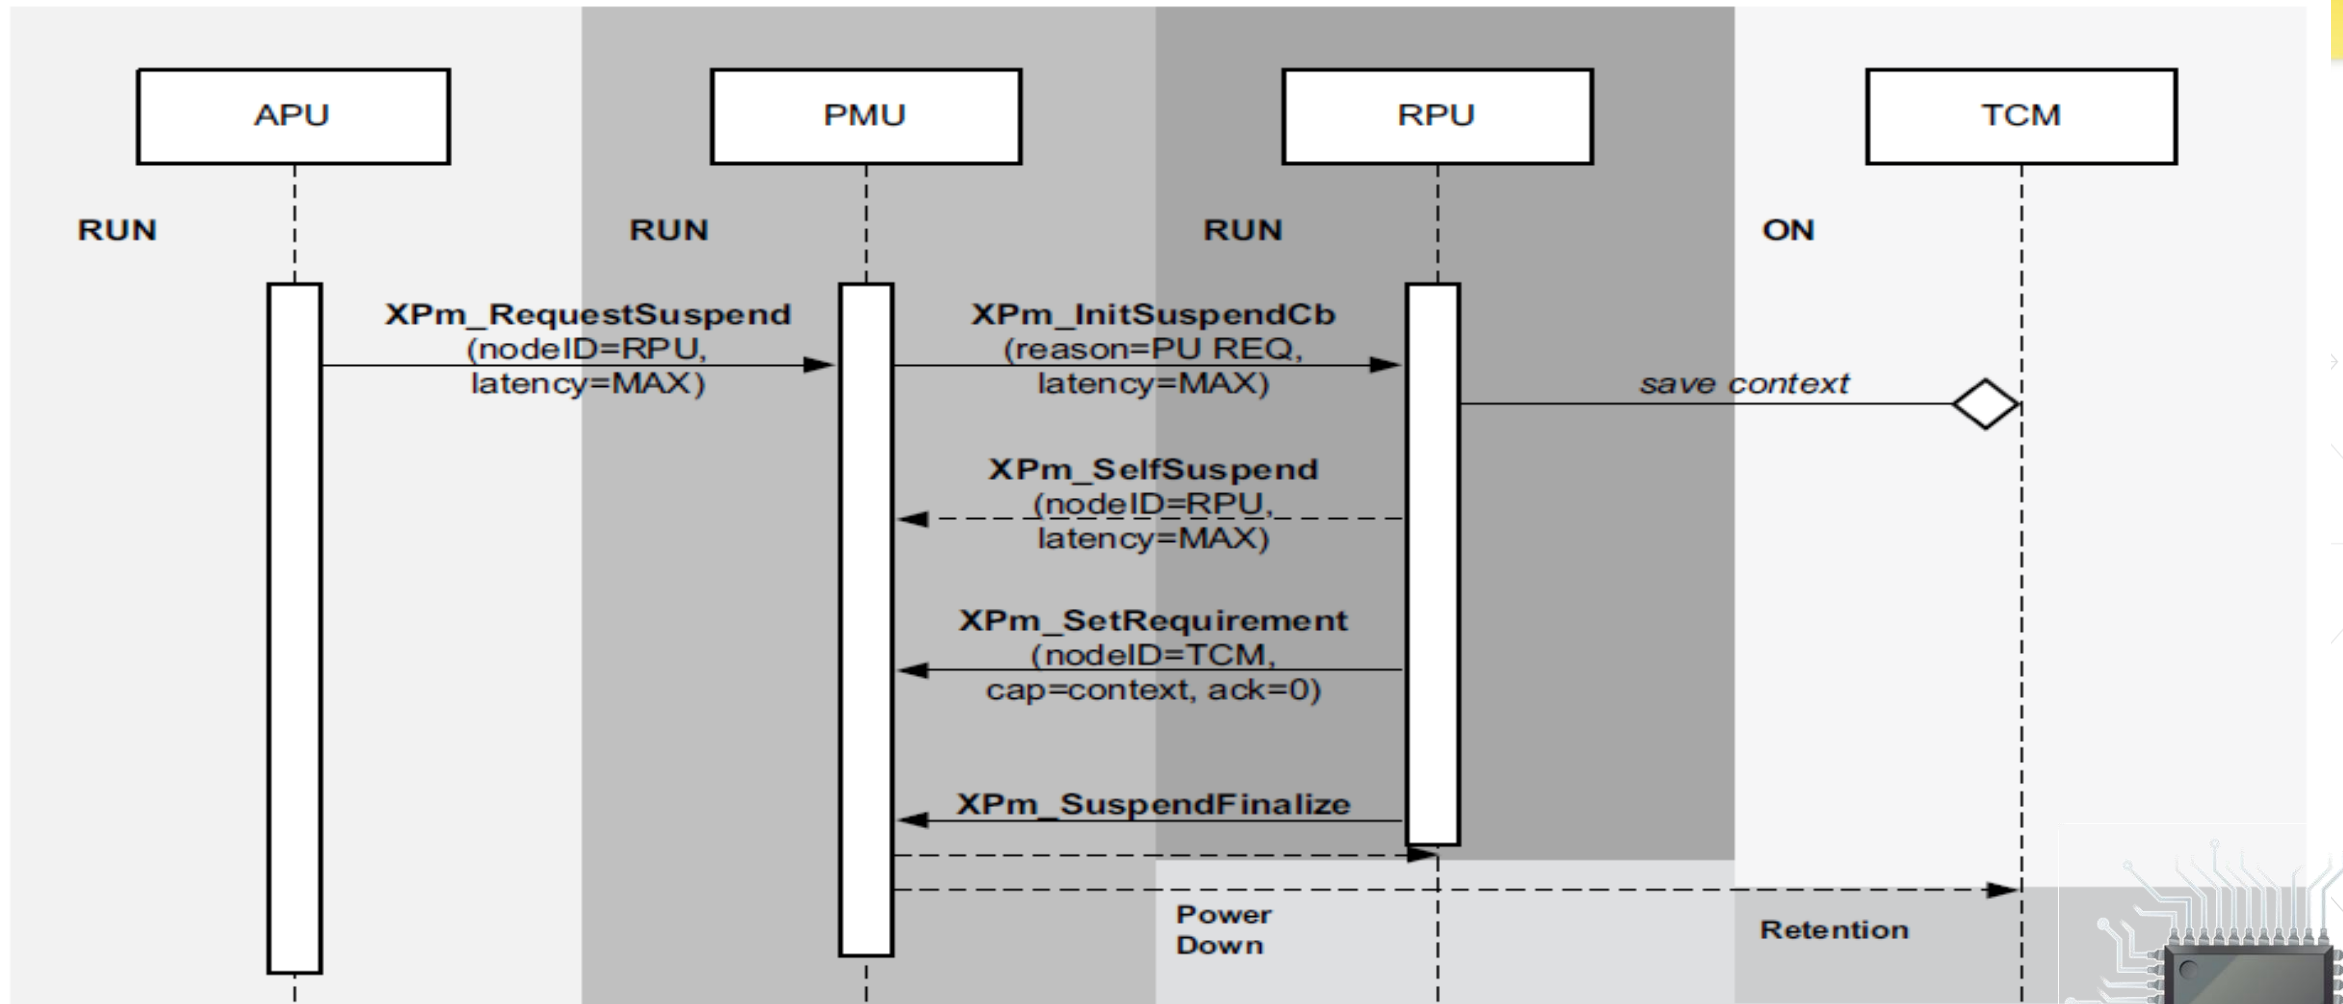 APU
PMU
RPU
TCM
RUN
RUN
RUN
ON
XPm_RequestSuspend
(nodeID=RPU,
latency=MAX)
XPm_InitSuspendCb
(reason=PU REQ,
latency=MAX)
save context
XPm_SelfSuspend
(nodeID=RPU,
latency=MAX)
XPm_SetRequirement
(nodeID=TCM,
cap=context, ack=0)
XPm_SuspendFinalize
Power
Down
Retention